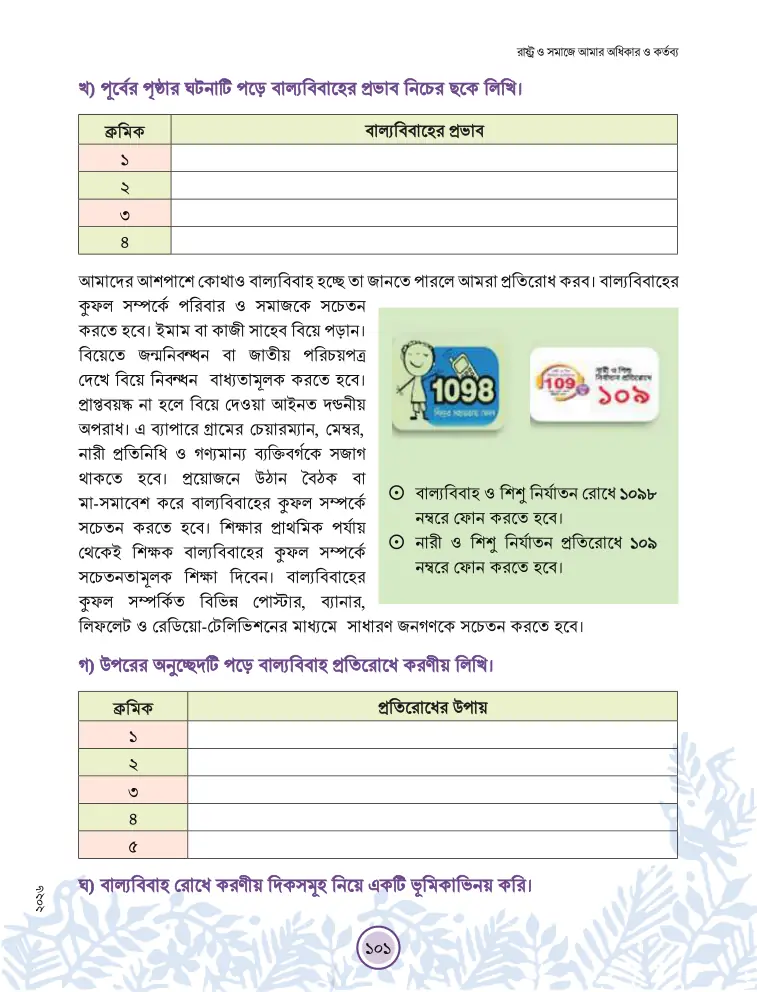 রাষ্ট্র ও সমাজে আমার অধিকার ও কর্তব্য
খ) পূর্বের পৃষ্ঠার ঘটনাটি পড়ে বাল্যবিবাহের প্রভাব নিচের ছকে লিখি।
ক্রমিক বাল্যবিবাহের প্রভাব
১
২
৩
৪
আমাদের আশপাশে কোথাও বাল্যবিবাহ হচ্ছে তা জানতে পারলে আমরা প্রতিরোধ করব। বাল্যবিবাহের
কুফল সম্পর্কে পরিবার ও সমাজকে সচেতন
করতে হবে। ইমাম বা কাজী সাহেব বিয়ে পড়ান।
বিয়েতে জন্মনিবন্ধন বা জাতীয় পরিচয়পত্র
দেখে বিয়ে নিবন্ধন বাধ্যতামূলক করতে হবে।
প্রাপ্তবয়স্ক না হলে বিয়ে দেওয়া আইনত দণ্ডনীয়
অপরাধ। এ ব্যাপারে গ্রামের চেয়ারম্যান, মেম্বর,
নারী প্রতিনিধি ও গণ্যমান্য ব্যক্তিবর্গকে সজাগ
থাকতে হবে। প্রয়োজনে উঠান বৈঠক বা
মা-সমাবেশ করে বাল্যবিবাহের কুফল সম্পর্কে
সচেতন করতে হবে। শিক্ষার প্রাথমিক পর্যায়
থেকেই শিক্ষক বাল্যবিবাহের কুফল সম্পর্কে
সচেতনতামূলক শিক্ষা দিবেন। বাল্যবিবাহের
কুফল সম্পর্কিত বিভিন্ন পোস্টার, ব্যানার,
লিফলেট ও রেডিয়ো-টেলিভিশনের মাধ্যমে সাধারণ জনগণকে সচেতন করতে হবে।
1098
শিশুর সহায়তায় ফোন
109
নারী ও শিশু
নির্যাতন প্রতিরোধে
১০৯
বাল্যবিবাহ ও শিশু নির্যাতন রোধে ১০৯৮
নম্বরে ফোন করতে হবে।
নারী ও শিশু নির্যাতন প্রতিরোধে ১০৯
নম্বরে ফোন করতে হবে।
গ) উপরের অনুচ্ছেদটি পড়ে বাল্যবিবাহ প্রতিরোধে করণীয় লিখি।
ক্রমিক প্রতিরোধের উপায়
১
২
৩
৪
৫
ঘ) বাল্যবিবাহ রোধে করণীয় দিকসমূহ নিয়ে একটি ভূমিকাভিনয় করি।
২০২৬
১০১